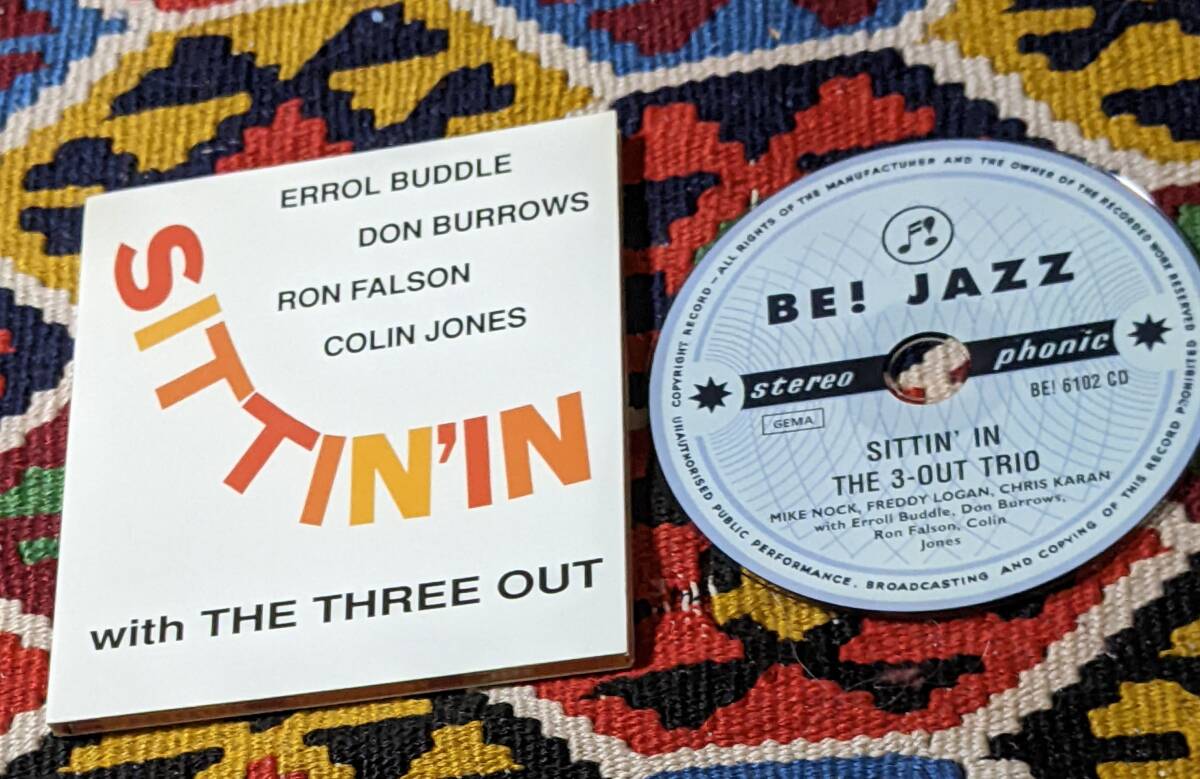 ERROL BUDDLE
DON BURROWS
RON FALSON
COLIN JONES
SITTIN'IN
with THE THREE OUT
COPYRIGHT RECORD – ALL RIGHTS OF THE MANUFACTURER AND THE OWNER OF THE RECORDED WORK RESERVED
UNAUTHORISED PUBLIC PERFORMANCE, BROADCASTING AND COPYING OF THIS RECORD PROHIBITED
BE! JAZZ
stereo phonic
BE! 6102 CD
GEMA
SITTIN' IN
THE 3-OUT TRIO
MIKE NOCK, FREDDY LOGAN, CHRIS KARAN
with Erroll Buddle, Don Burrows,
Ron Falson, Colin
Jones